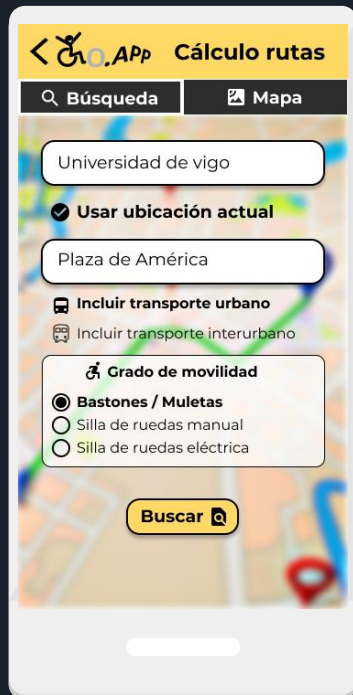 Go.APP Cálculo rutas
Búsqueda Mapa
Universidad de vigo
Usar ubicación actual
Plaza de América
Incluir transporte urbano
Incluir transporte interurbano
Grado de movilidad
Bastones / Muletas
Silla de ruedas manual
Silla de ruedas eléctrica
Buscar